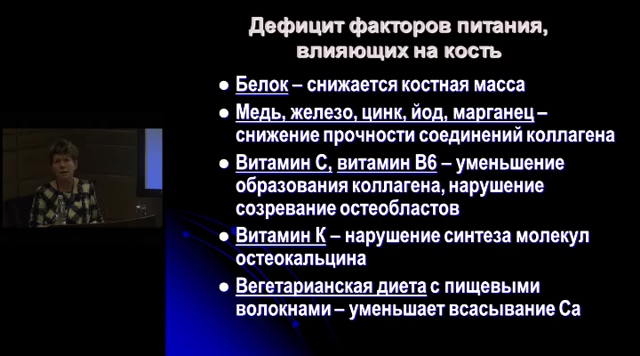 Дефицит факторов питания,
влияющих на кость
● Белок – снижается костная масса
● Медь, железо, цинк, йод, марганец –
снижение прочности соединений коллагена
● Витамин С, витамин В6 – уменьшение
образования коллагена, нарушение
созревание остеобластов
● Витамин К – нарушение синтеза молекул
остеокальцина
● Вегетарианская диета с пищевыми
волокнами – уменьшает всасывание Са